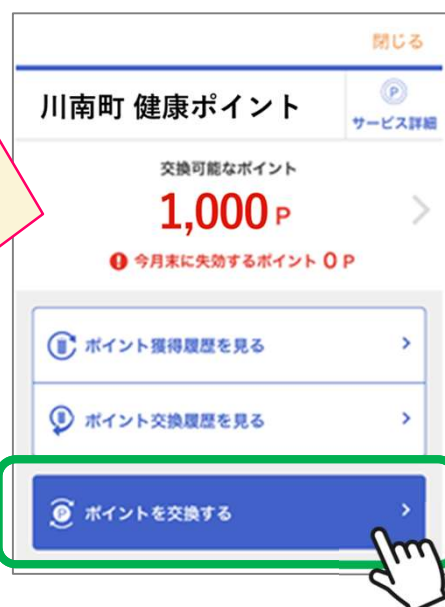 閉じる
川南町 健康ポイント
P
サービス詳細
交換可能なポイント
1,000 P
! 今月末に失効するポイント 0 P
ポイント獲得履歴を見る
ポイント交換履歴を見る
P ポイントを交換する